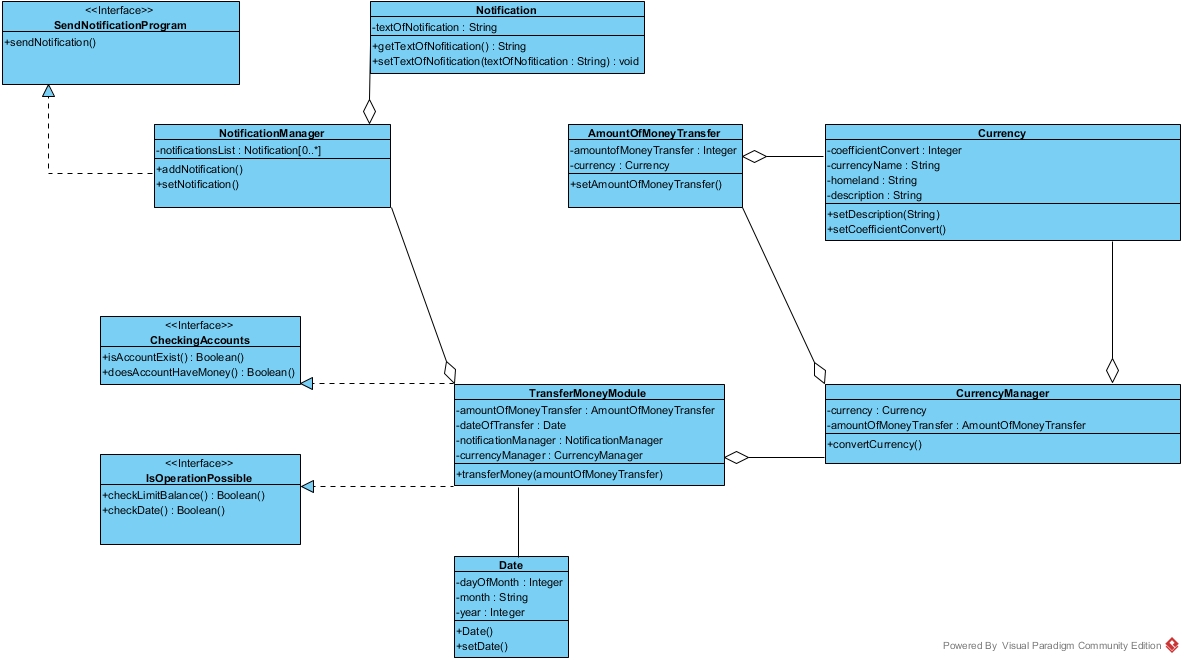 <<Interface>>
SendNotificationProgram
+sendNotification()
Notification
-textOfNotification : String
+getTextOfNofitication() : String
+setTextOfNofitication(textOfNofitication : String) : void
NotificationManager
-notificationsList : Notification[0..*]
+addNotification()
+setNotification()
AmountOfMoneyTransfer
-amountofMoneyTransfer : Integer
-currency : Currency
+setAmountOfMoneyTransfer()
Currency
-coefficientConvert : Integer
-currencyName : String
-homeland : String
-description : String
+setDescription(String)
+setCoefficientConvert()
<<Interface>>
CheckingAccounts
+isAccountExist() : Boolean()
+doesAccountHaveMoney() : Boolean()
TransferMoneyModule
-amountOfMoneyTransfer : AmountOfMoneyTransfer
-dateOfTransfer : Date
-notificationManager : NotificationManager
-currencyManager : CurrencyManager
+transferMoney(amountOfMoneyTransfer)
CurrencyManager
-currency : Currency
-amountOfMoneyTransfer : AmountOfMoneyTransfer
+convertCurrency()
<<Interface>>
IsOperationPossible
+checkLimitBalance() : Boolean()
+checkDate() : Boolean()
Date
-dayOfMonth : Integer
-month : String
-year : Integer
+Date()
+setDate()
Powered By Visual Paradigm Community Edition